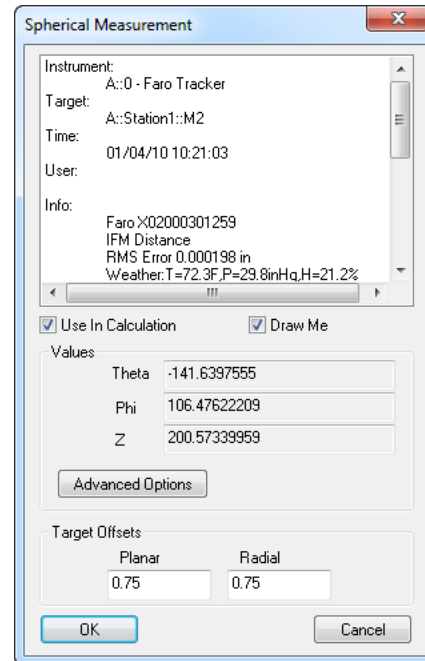 Spherical Measurement
Instrument:
A::0 - Faro Tracker
Target:
A::Station1::M2
Time:
01/04/10 10:21:03
User:
Info:
Faro X02000301259
IFM Distance
RMS Error 0.000198 in
Weather:T=72.3F,P=29.8inHg,H=21.2%
Use In Calculation Draw Me
Values
Theta -141.6397555
Phi 106.47622209
Z 200.57339959
Advanced Options
Target Offsets
Planar Radial
0.75 0.75
OK Cancel